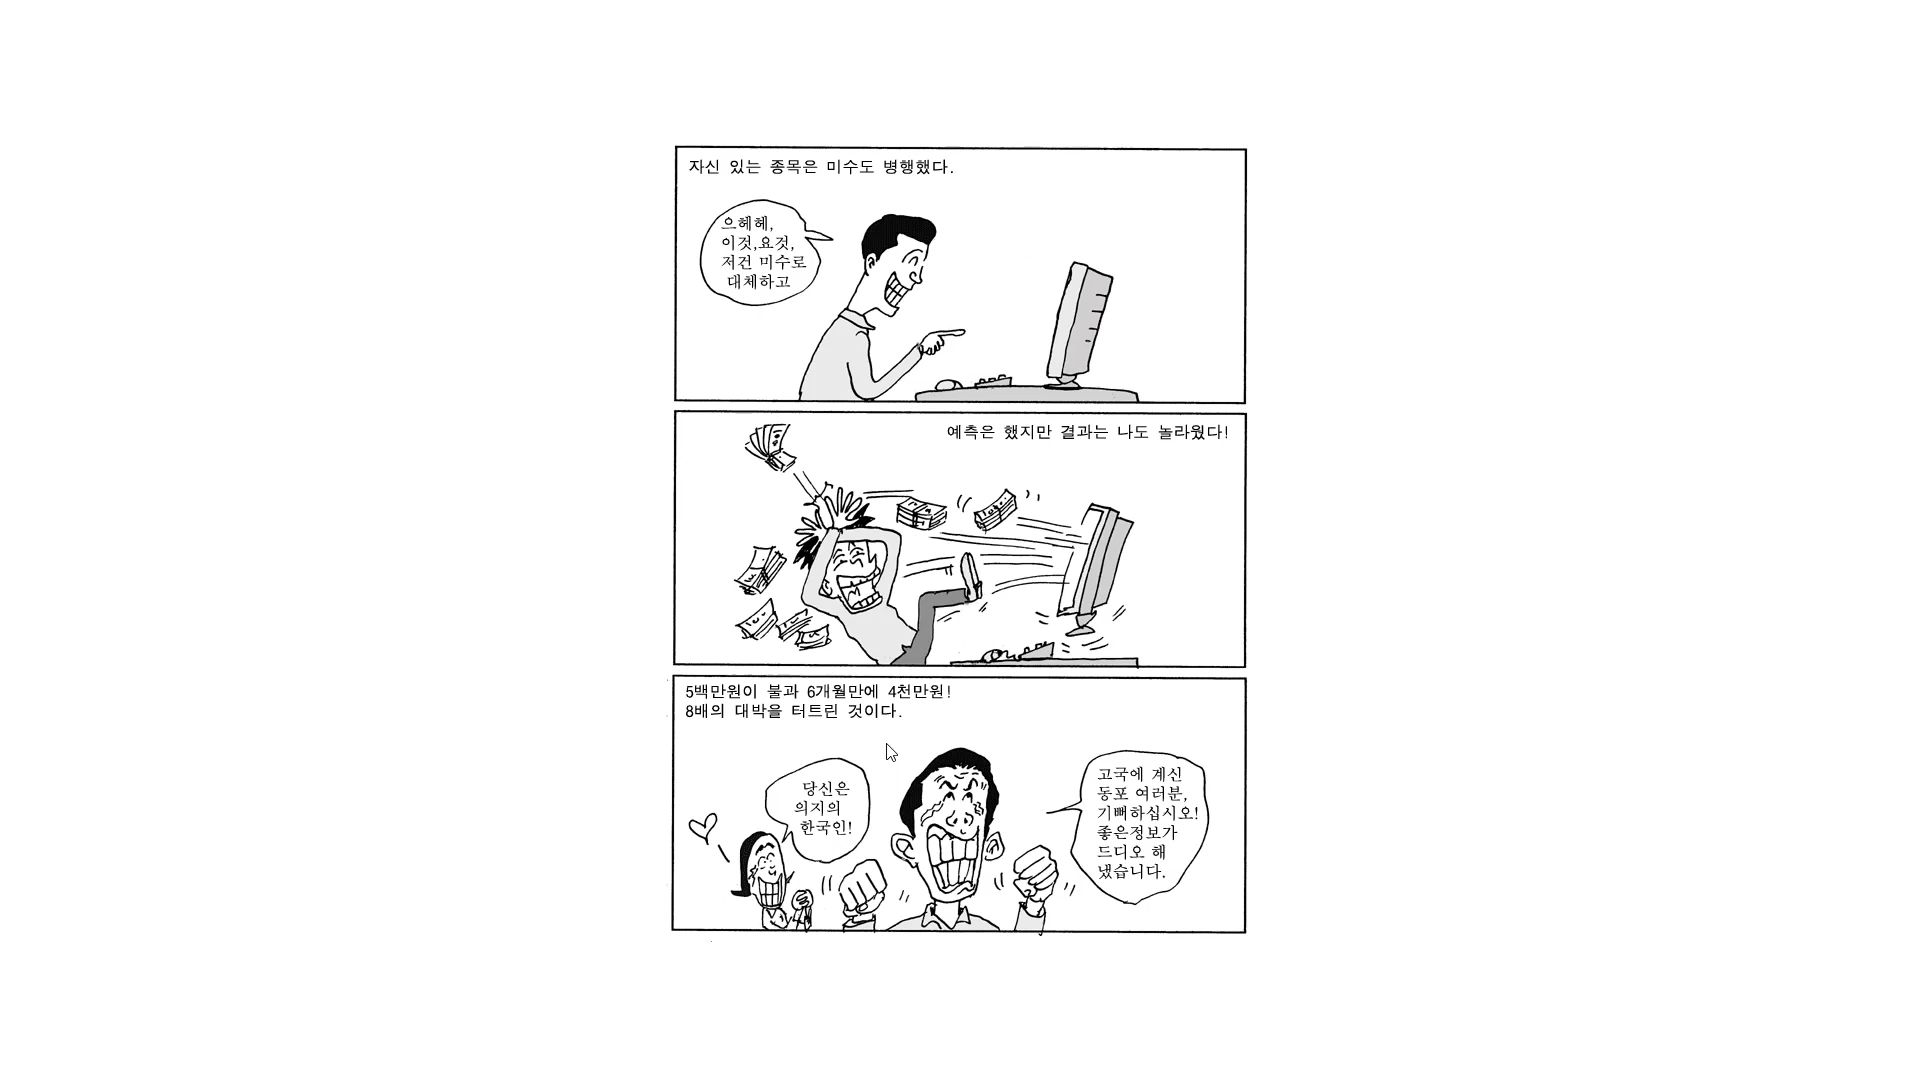 자신 있는 종목은 미수도 병행했다.
으헤헤,
이것,요것,
저건 미수로
대체하고
예측은 했지만 결과는 나도 놀라웠다!
5백만원이 불과 6개월만에 4천만원!
8배의 대박을 터트린 것이다.
당신은
의지의
한국인!
고국에 계신
동포 여러분,
기뻐하십시오!
좋은정보가
드디오 해
냈습니다.